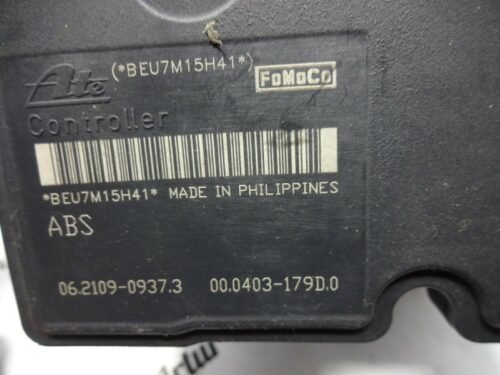 (*BEU7M15H41*)
Ate
FoMoCo
Controller
*BEU7M15H41* MADE IN PHILIPPINES
ABS
06.2109-0937.3 00.0403-179D.0